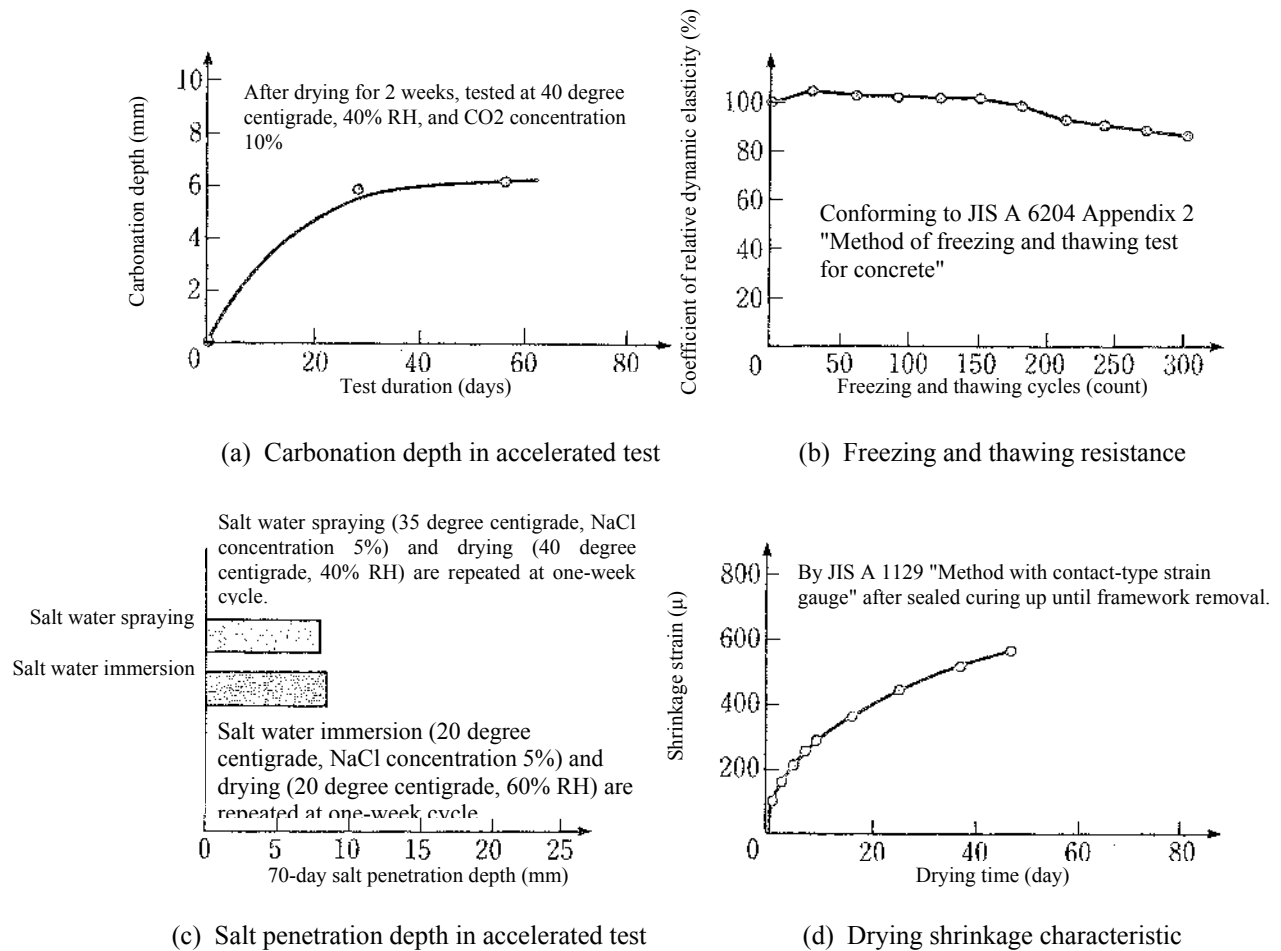 Carbonation depth (mm)
10
8
6
4
2
0
After drying for 2 weeks, tested at 40 degree
centigrade, 40% RH, and CO2 concentration
10%
20 40 60 80
Test duration (days)
(a) Carbonation depth in accelerated test
Coefficient of relative dynamic elasticity (%)
100
80
60
40
20
0
Conforming to JIS A 6204 Appendix 2
"Method of freezing and thawing test
for concrete"
50 100 150 200 250 300
Freezing and thawing cycles (count)
(b) Freezing and thawing resistance
Salt water spraying (35 degree centigrade, NaCl
concentration 5%) and drying (40 degree
centigrade, 40% RH) are repeated at one-week
cycle.
Salt water spraying
Salt water immersion
Salt water immersion (20 degree
centigrade, NaCl concentration 5%) and
drying (20 degree centigrade, 60% RH) are
repeated at one-week cycle
0 5 10 15 20 25
70-day salt penetration depth (mm)
(c) Salt penetration depth in accelerated test
Shrinkage strain (μ)
800
600
400
200
0
By JIS A 1129 "Method with contact-type strain
gauge" after sealed curing up until framework removal.
20 40 60 80
Drying time (day)
(d) Drying shrinkage characteristic